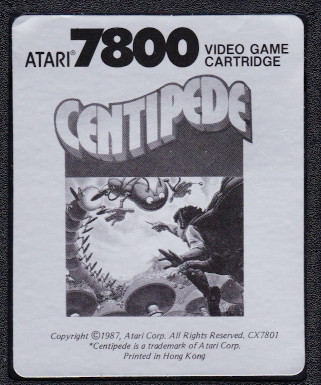 ATARI® 7800 VIDEO GAME
CARTRIDGE
CENTIPEDE
Copyright ©1987, Atari Corp. All Rights Reserved. CX7801
*Centipede is a trademark of Atari Corp.
Printed in Hong Kong